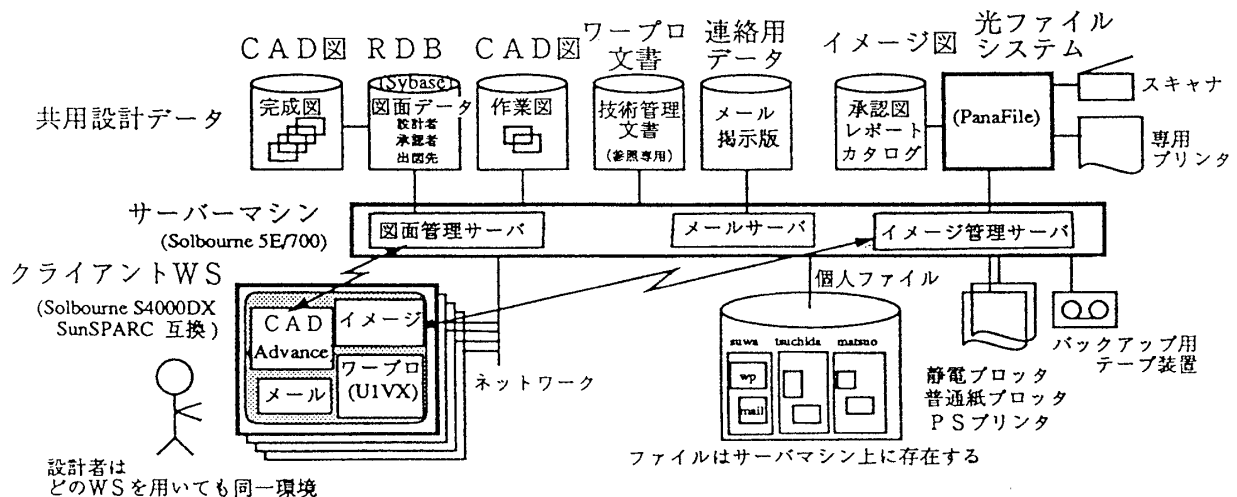 CAD図
RDB
CAD図
ワープロ
文書
連絡用
データ
イメージ図
光ファイル
システム
共用設計データ
完成図
(Sybase)
図面データ
設計者
承認者
出図先
作業図
技術管理
文書
(参照専用)
メール
掲示版
承認図
レポート
カタログ
(PanaFile)
スキャナ
専用
プリンタ
サーバーマシン
(Solbourne 5E/700)
図面管理サーバ
メールサーバ
イメージ管理サーバ
クライアントWS
(Solbourne S4000DX
SunSPARC 互換)
CAD
Advance
イメージ
メール
ワープロ
(U1VX)
ネットワーク
個人ファイル
suwa
tsuchida
matsuo
wp
mail
静電プロッタ
普通紙プロッタ
PSプリンタ
バックアップ用
テープ装置
ファイルはサーバマシン上に存在する
設計者は
どのWSを用いても同一環境